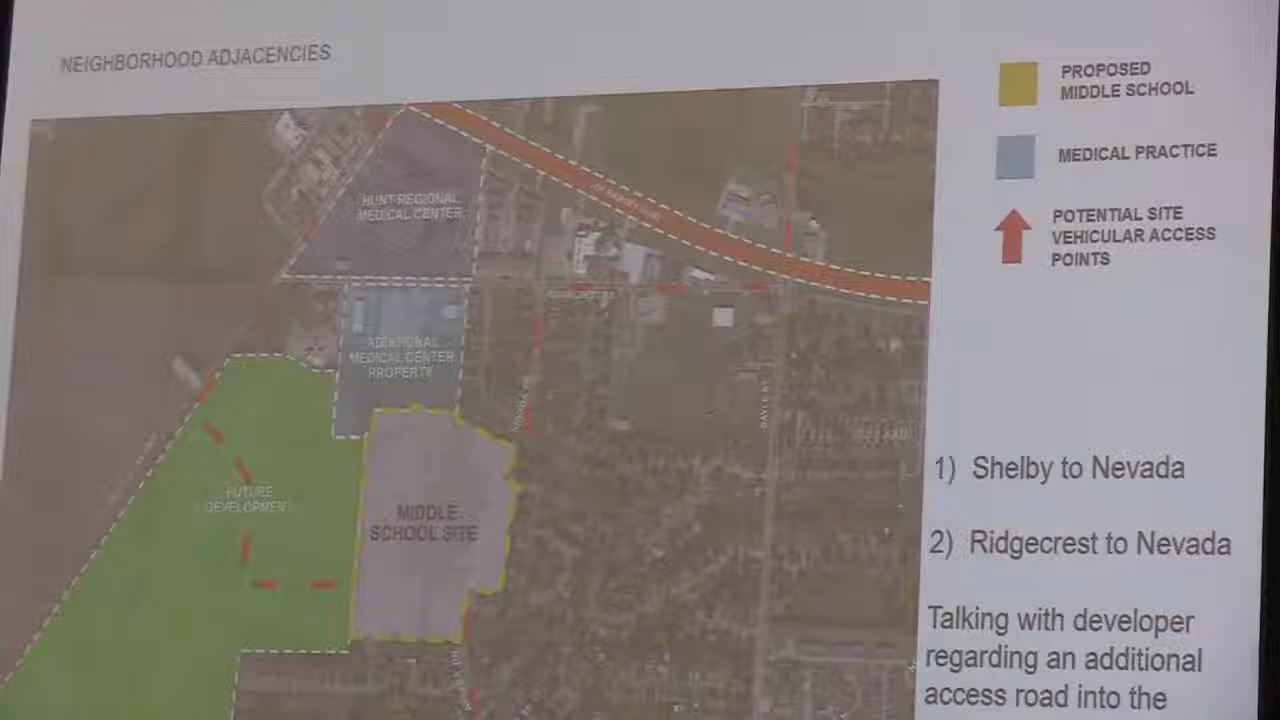 NEIGHBORHOOD ADJACENCIES
PROPOSED
MIDDLE SCHOOL
MEDICAL PRACTICE
POTENTIAL SITE
VEHICULAR ACCESS
POINTS
HUNT REGIONAL
MEDICAL CENTER
ADDITIONAL
MEDICAL CENTER
PROPERTY
FUTURE
DEVELOPMENT
MIDDLE
SCHOOL SITE
1) Shelby to Nevada
2) Ridgecrest to Nevada
Talking with developer
regarding an additional
access road into the